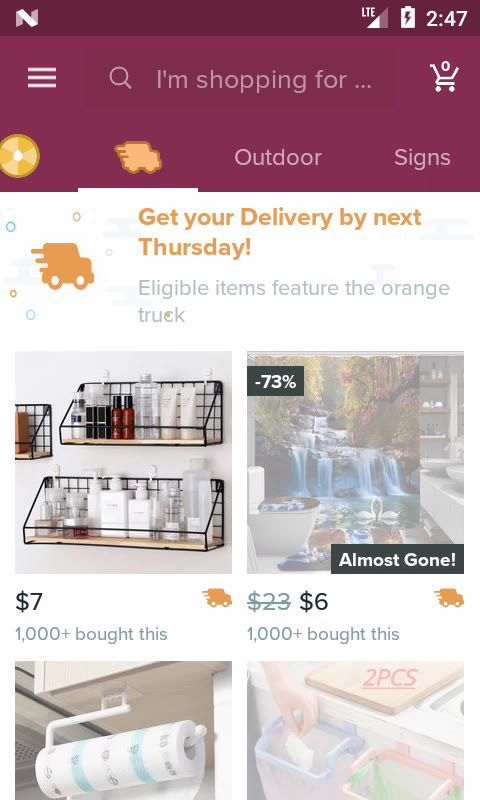 LTE 2:47
I'm shopping for ...
0
Outdoor
Signs
Get your Delivery by next
Thursday!
Eligible items feature the orange
truck
-73%
Almost Gone!
$7
$23 $6
1,000+ bought this
1,000+ bought this
2PCS